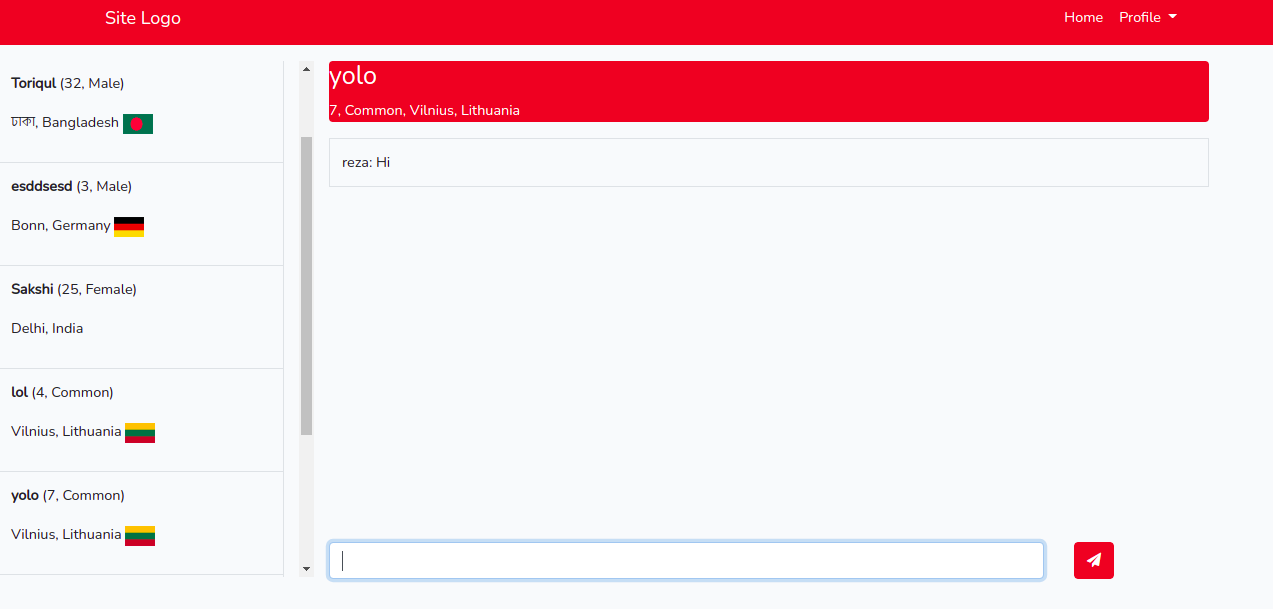 Site Logo
Home
Profile
Toriqul (32, Male)
ঢাকা, Bangladesh
esddsesd (3, Male)
Bonn, Germany
Sakshi (25, Female)
Delhi, India
lol (4, Common)
Vilnius, Lithuania
yolo (7, Common)
Vilnius, Lithuania
yolo
7, Common, Vilnius, Lithuania
reza: Hi